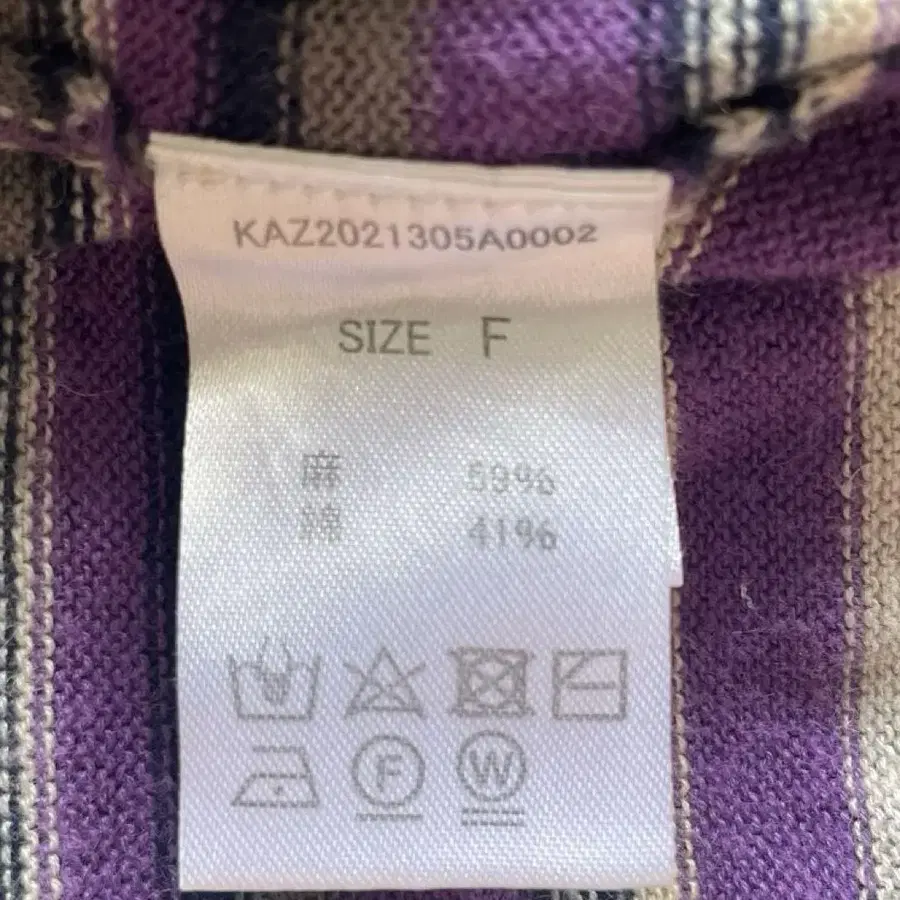 KAZ2021305A0002
SIZE F
麻 59%
綿 41%
F W